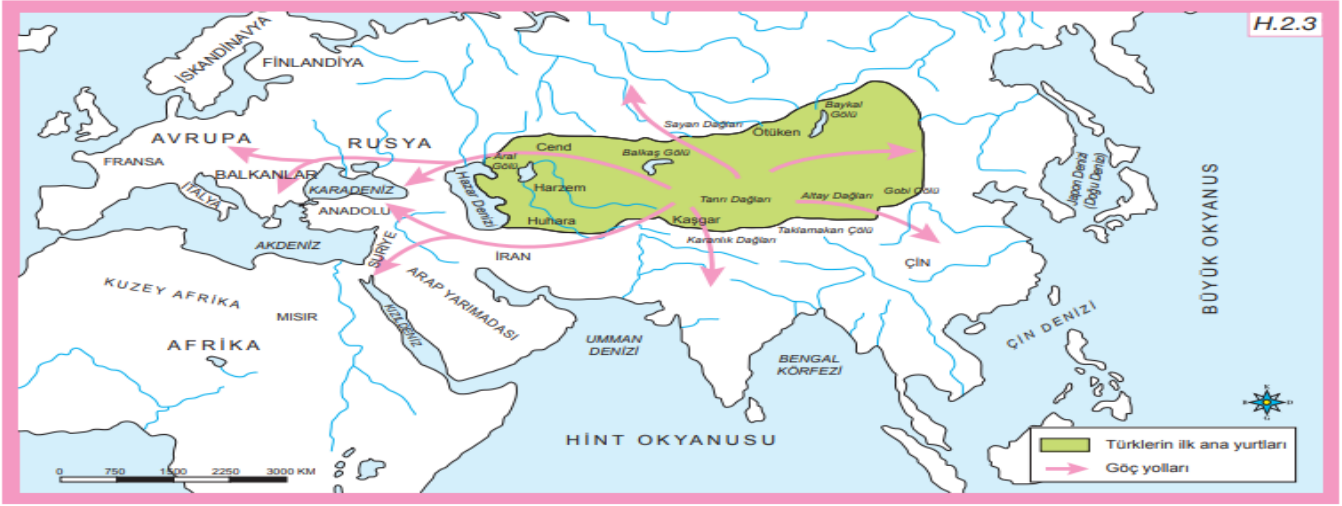 H.2.3
İSKANDİNAVYA
FİNLANDİYA
AVRUPA
RUSYA
FRANSA
BALKANLAR
İTALYA
KARADENİZ
ANADOLU
AKDENİZ
SURİYE
KUZEY AFRİKA
MISIR
AFRİKA
KIZILDENİZ
ARAP YARIMADASI
Hazar Denizi
Aral
Gölü
Cend
Harzem
Huhara
İRAN
Balkaş Gölü
Sayan Dağları
Ötüken
Baykal
Gölü
Tanrı Dağları
Altay Dağları
Gobi Gölü
Kaşgar
Taklamakan Çölü
Karanlık Dağları
ÇİN
Japon Denizi
(Doğu Denizi)
BÜYÜK OKYANUS
ÇİN DENİZİ
UMMAN
DENİZİ
BENGAL
KÖRFEZİ
HİNT OKYANUSU
0 750 1500 2250 3000 KM
K
B D
G
Türklerin ilk ana yurtları
Göç yolları